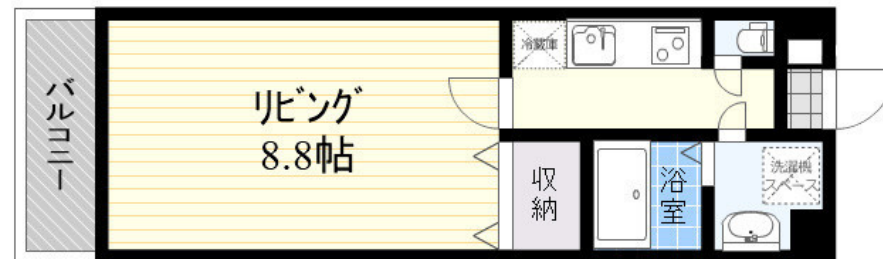 バルコニー
リビング
8.8帖
収納
冷蔵庫
浴室
洗濯機
スペース